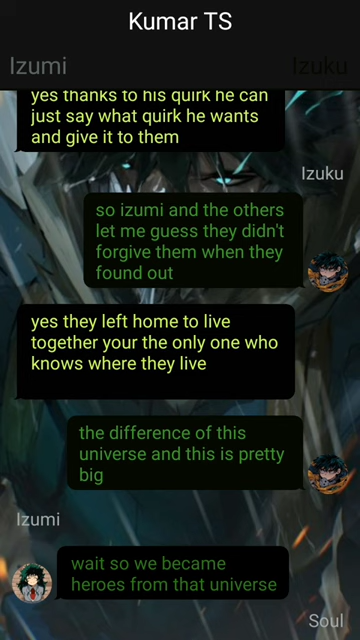 Kumar TS
Izumi
Izuku
yes thanks to his quirk he can
just say what quirk he wants
and give it to them
Izuku
so izumi and the others
let me guess they didn't
forgive them when they
found out
yes they left home to live
together your the only one who
knows where they live
the difference of this
universe and this is pretty
big
Izumi
wait so we became
heroes from that universe
Soul